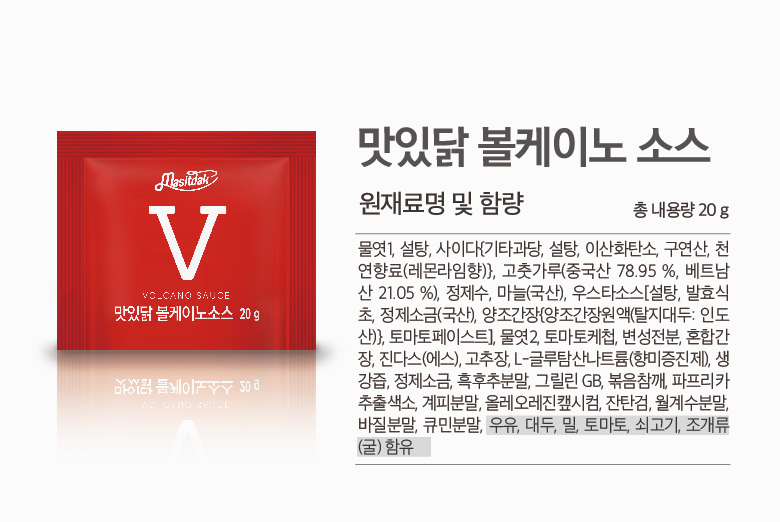 Masitdak
V
VOLCANO SAUCE
맛있닭 볼케이노소스 20 g
맛있닭 볼케이노 소스
원재료명 및 함량
총 내용량 20 g
물엿1, 설탕, 사이다{기타과당, 설탕, 이산화탄소, 구연산, 천
연향료(레몬라임향)}, 고춧가루(중국산 78.95 %, 베트남
산 21.05 %), 정제수, 마늘(국산), 우스타소스[설탕, 발효식
초, 정제소금(국산), 양조간장{양조간장원액(탈지대두: 인도
산)}, 토마토페이스트], 물엿2, 토마토케첩, 변성전분, 혼합간
장, 진다스(에스), 고추장, L-글루탐산나트륨(향미증진제), 생
강즙, 정제소금, 흑후추분말, 그릴린 GB, 볶음참깨, 파프리카
추출색소, 계피분말, 올레오레진캪시컴, 잔탄검, 월계수분말,
바질분말, 큐민분말, 우유, 대두, 밀, 토마토, 쇠고기, 조개류
(굴) 함유